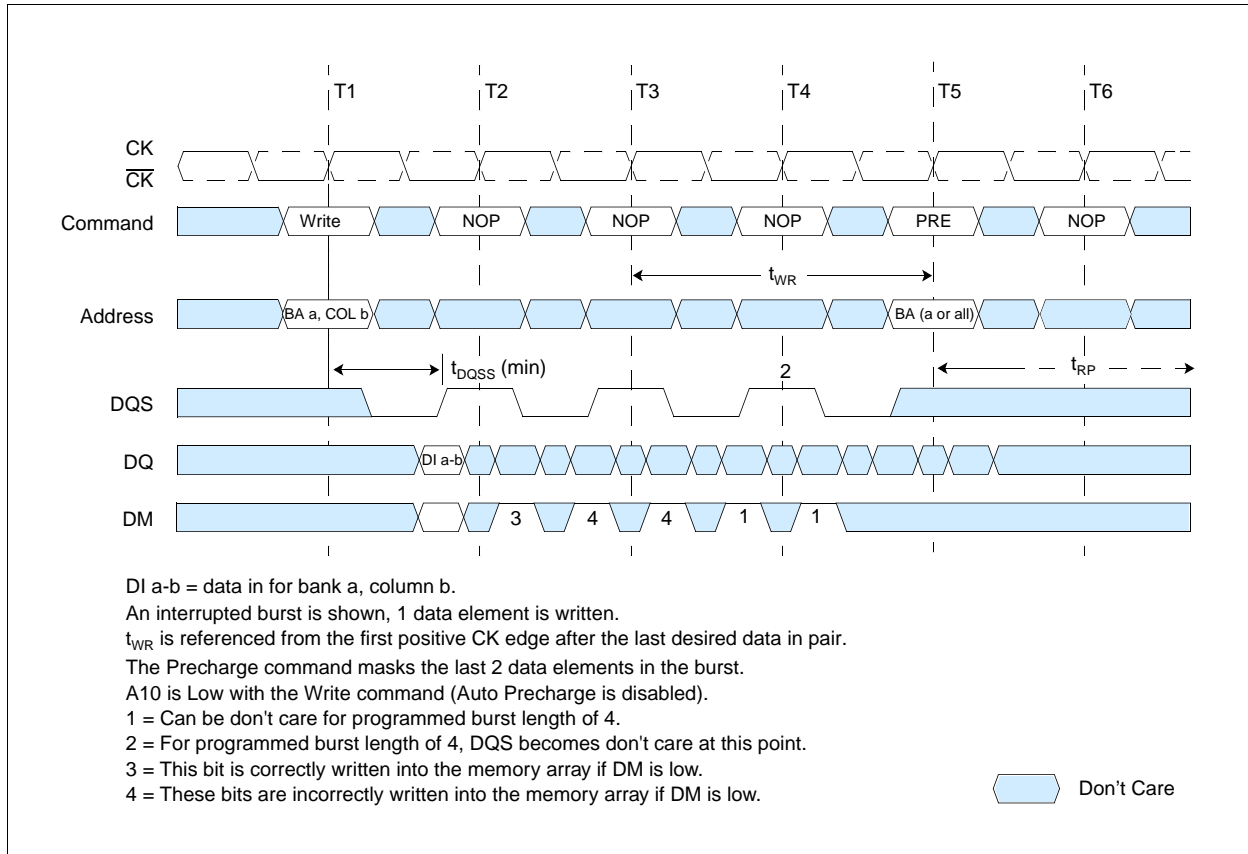 T1 T2 T3 T4 T5 T6
CK
CK
Command Write NOP NOP NOP PRE NOP
tWR
Address BA a, COL b BA (a or all)
tDQSS (min) 2 tRP
DQS
DQ DI a-b
DM 3 4 4 1 1
DI a-b = data in for bank a, column b.
An interrupted burst is shown, 1 data element is written.
tWR is referenced from the first positive CK edge after the last desired data in pair.
The Precharge command masks the last 2 data elements in the burst.
A10 is Low with the Write command (Auto Precharge is disabled).
1 = Can be don't care for programmed burst length of 4.
2 = For programmed burst length of 4, DQS becomes don't care at this point.
3 = This bit is correctly written into the memory array if DM is low.
4 = These bits are incorrectly written into the memory array if DM is low.
Don't Care